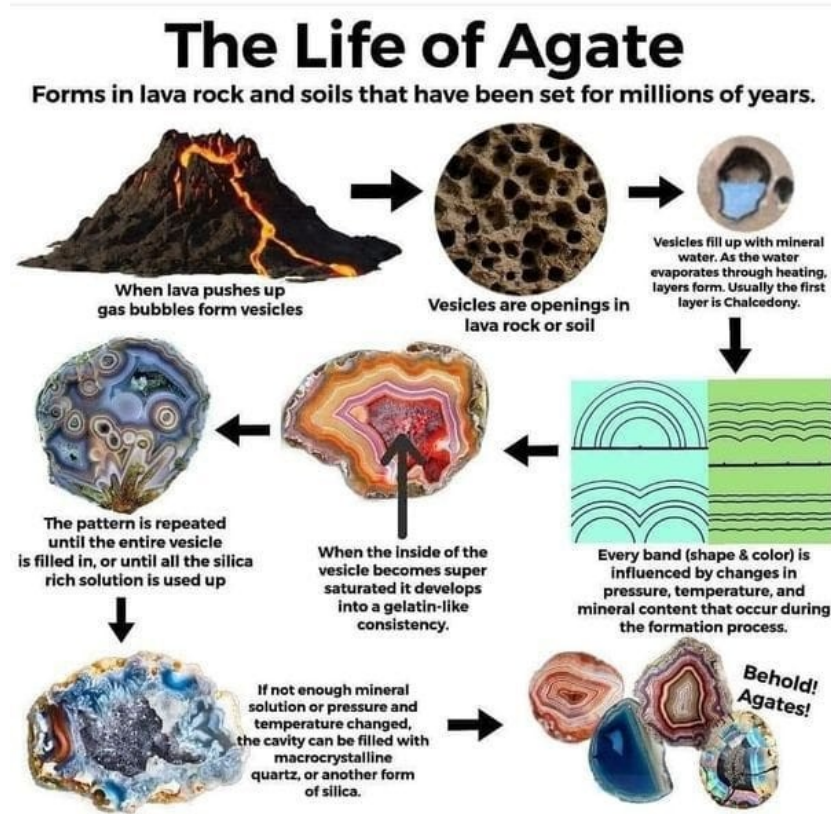 The Life of Agate
Forms in lava rock and soils that have been set for millions of years.
When lava pushes up
gas bubbles form vesicles
Vesicles are openings in
lava rock or soil
Vesicles fill up with mineral
water. As the water
evaporates through heating,
layers form. Usually the first
layer is Chalcedony.
Every band (shape & color) is
influenced by changes in
pressure, temperature, and
mineral content that occur during
the formation process.
When the inside of the
vesicle becomes super
saturated it develops
into a gelatin-like
consistency.
The pattern is repeated
until the entire vesicle
is filled in, or until all the silica
rich solution is used up
If not enough mineral
solution or pressure and
temperature changed,
the cavity can be filled with
macrocrystalline
quartz, or another form
of silica.
Behold!
Agates!